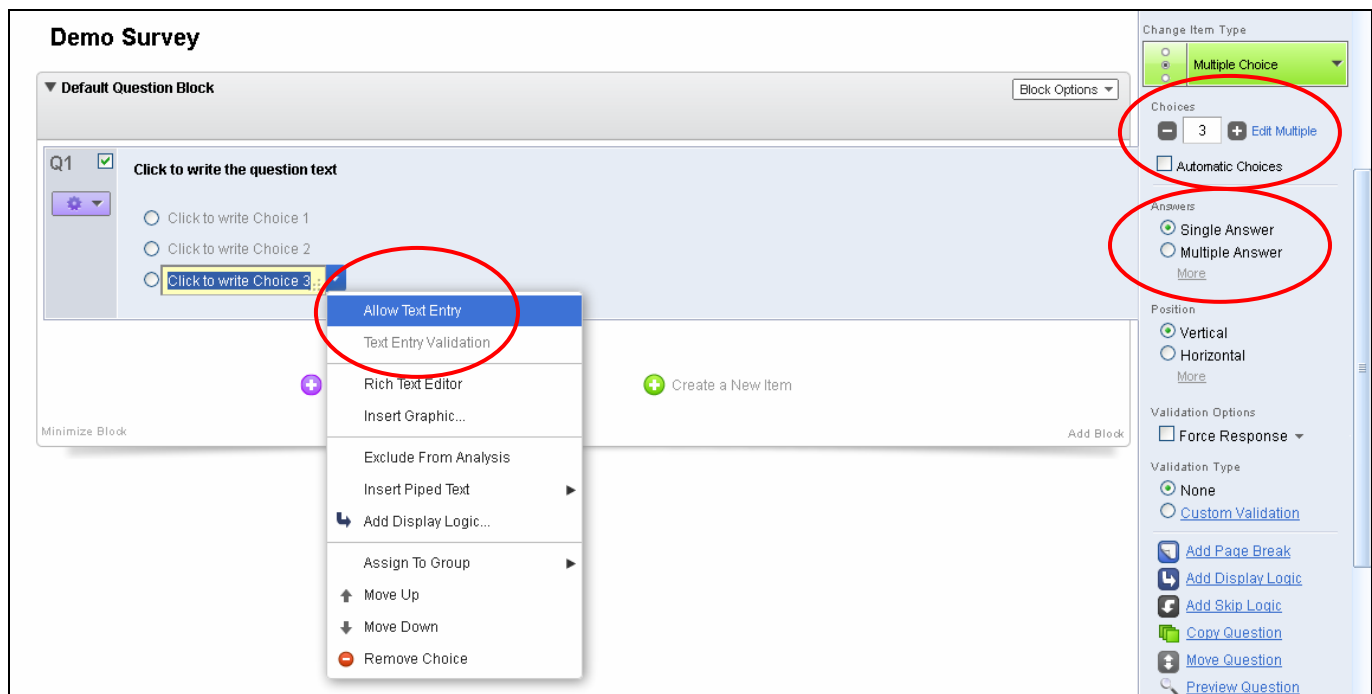 Demo Survey
Default Question Block
Block Options
Q1
Click to write the question text
Click to write Choice 1
Click to write Choice 2
Click to write Choice 3
Allow Text Entry
Text Entry Validation
Rich Text Editor
Insert Graphic...
Exclude From Analysis
Insert Piped Text
Add Display Logic...
Assign To Group
Move Up
Move Down
Remove Choice
Create a New Item
Minimize Block
Add Block
Change Item Type
Multiple Choice
Choices
3 Edit Multiple
Automatic Choices
Answers
Single Answer
Multiple Answer
More
Position
Vertical
Horizontal
More
Validation Options
Force Response
Validation Type
None
Custom Validation
Add Page Break
Add Display Logic
Add Skip Logic
Copy Question
Move Question
Preview Question